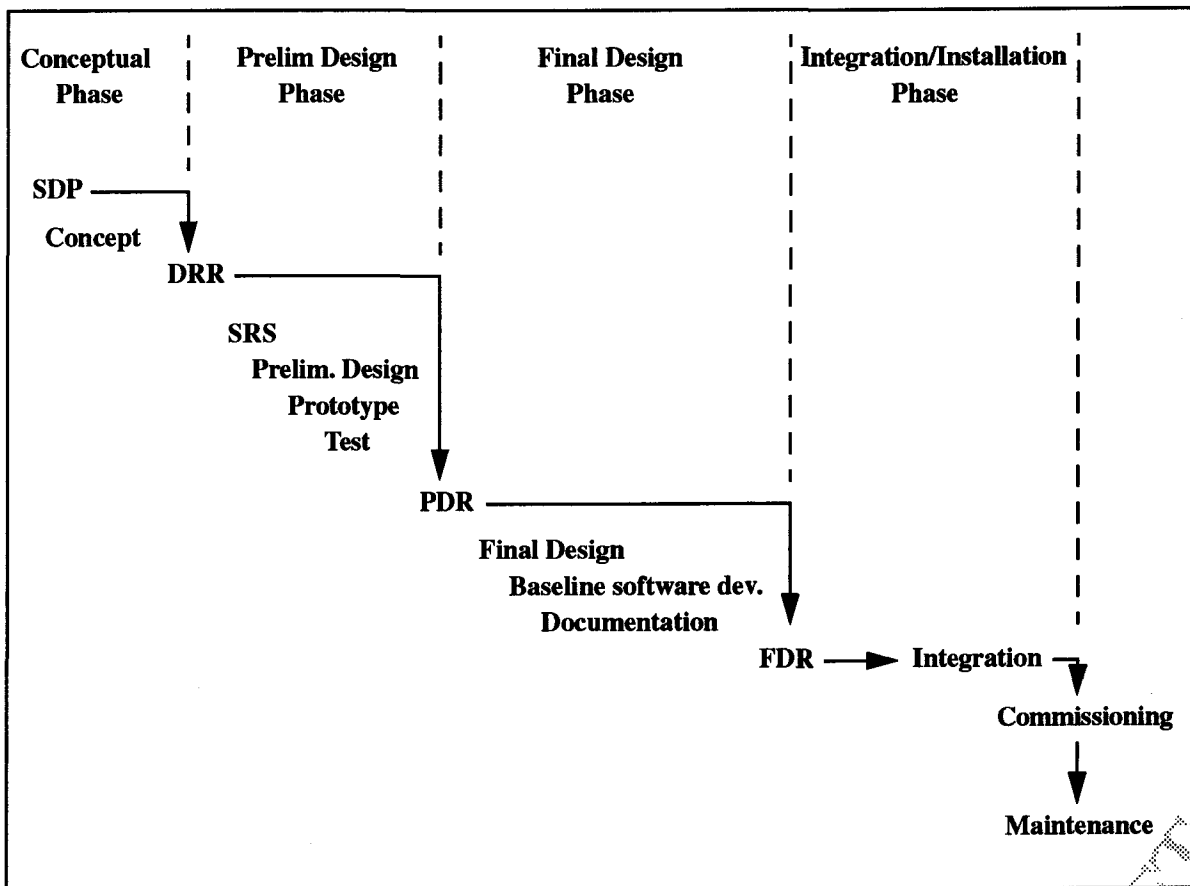 Conceptual
Phase
Prelim Design
Phase
Final Design
Phase
Integration/Installation
Phase
SDP
Concept
DRR
SRS
Prelim. Design
Prototype
Test
PDR
Final Design
Baseline software dev.
Documentation
FDR
Integration
Commissioning
Maintenance